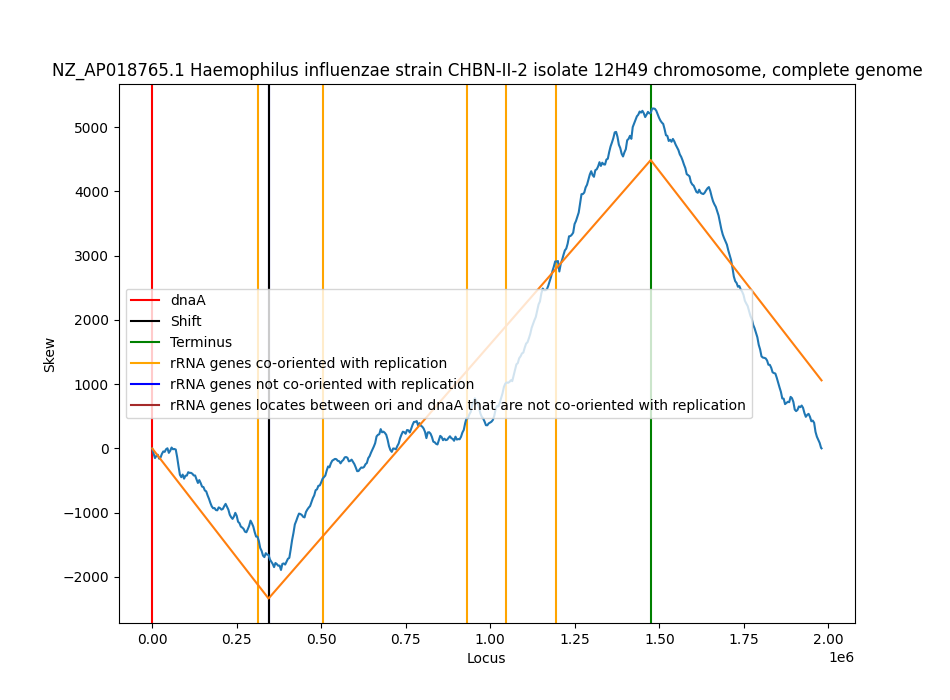 NZ_AP018765.1 Haemophilus influenzae strain CHBN-II-2 isolate 12H49 chromosome, complete genome
5000
4000
3000
2000
1000
0
−1000
−2000
Skew
dnaA
Shift
Terminus
rRNA genes co-oriented with replication
rRNA genes not co-oriented with replication
rRNA genes locates between ori and dnaA that are not co-oriented with replication
0.00 0.25 0.50 0.75 1.00 1.25 1.50 1.75 2.00
1e6
Locus